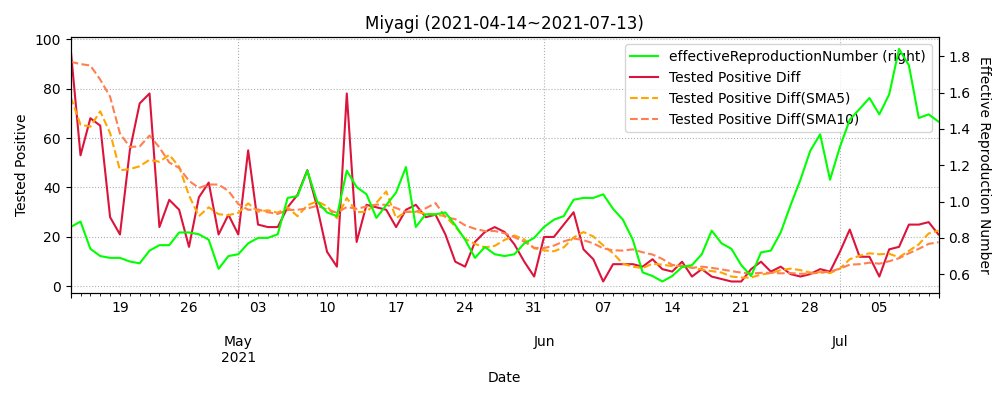 Miyagi (2021-04-14~2021-07-13)
effectiveReproductionNumber (right)
Tested Positive Diff
Tested Positive Diff(SMA5)
Tested Positive Diff(SMA10)
Tested Positive
100
80
60
40
20
0
1.8
1.6
1.4
1.2
1.0
0.8
0.6
Effective Reproduction Number
19 26 03 10 17 24 31 07 14 21 28 05
May Jun Jul
2021
Date